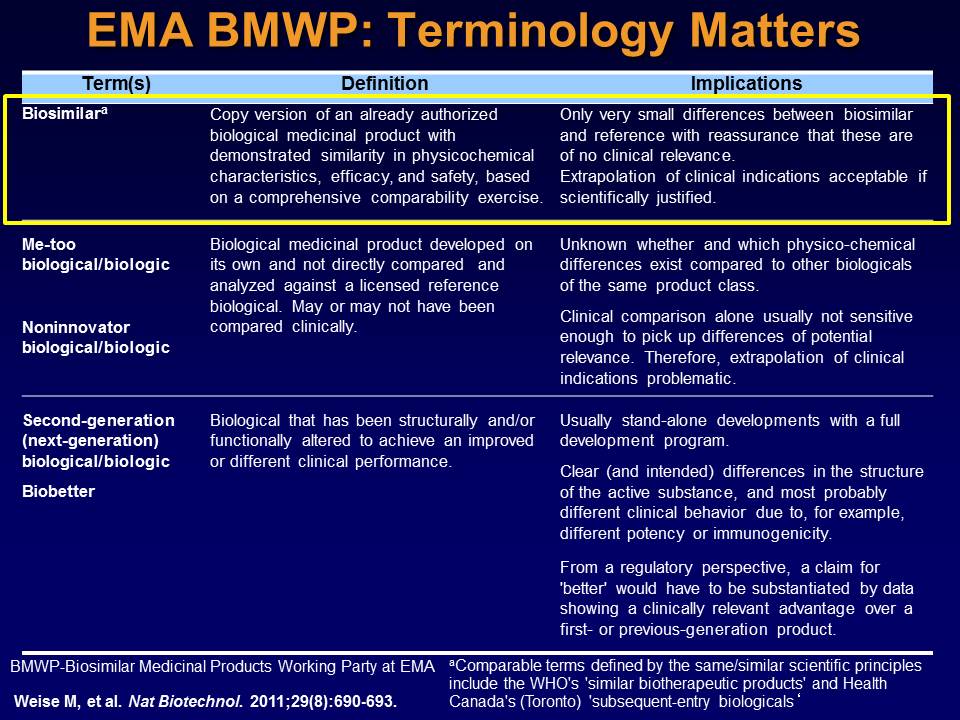 EMA BMWP: Terminology Matters
Term(s) Definition Implications
Biosimilarᵃ
Copy version of an already authorized
biological medicinal product with
demonstrated similarity in physicochemical
characteristics, efficacy, and safety, based
on a comprehensive comparability exercise.
Only very small differences between biosimilar
and reference with reassurance that these are
of no clinical relevance.
Extrapolation of clinical indications acceptable if
scientifically justified.
Me-too
biological/biologic
Noninnovator
biological/biologic
Biological medicinal product developed on
its own and not directly compared and
analyzed against a licensed reference
biological. May or may not have been
compared clinically.
Unknown whether and which physico-chemical
differences exist compared to other biologicals
of the same product class.
Clinical comparison alone usually not sensitive
enough to pick up differences of potential
relevance. Therefore, extrapolation of clinical
indications problematic.
Second-generation
(next-generation)
biological/biologic
Biobetter
Biological that has been structurally and/or
functionally altered to achieve an improved
or different clinical performance.
Usually stand-alone developments with a full
development program.
Clear (and intended) differences in the structure
of the active substance, and most probably
different clinical behavior due to, for example,
different potency or immunogenicity.
From a regulatory perspective, a claim for
'better' would have to be substantiated by data
showing a clinically relevant advantage over a
first- or previous-generation product.
BMWP-Biosimilar Medicinal Products Working Party at EMA
Weise M, et al. Nat Biotechnol. 2011;29(8):690-693.
ᵃComparable terms defined by the same/similar scientific principles
include the WHO's 'similar biotherapeutic products' and Health
Canada's (Toronto) 'subsequent-entry biologicals‘